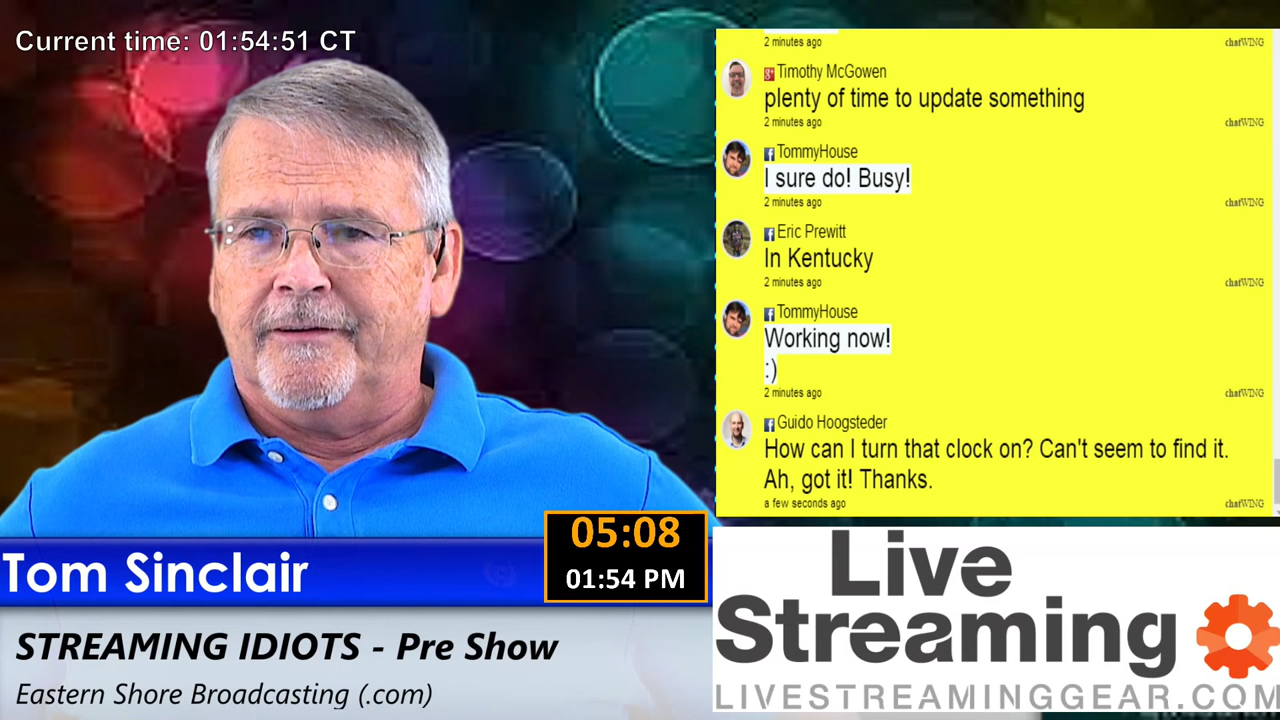 Current time: 01:54:51 CT
2 minutes ago
chatWING
Timothy McGowen
plenty of time to update something
2 minutes ago
chatWING
TommyHouse
I sure do! Busy!
2 minutes ago
chatWING
Eric Prewitt
In Kentucky
2 minutes ago
chatWING
TommyHouse
Working now!
:)
2 minutes ago
chatWING
Guido Hoogsteder
How can I turn that clock on? Can't seem to find it.
Ah, got it! Thanks.
a few seconds ago
chatWING
05:08
01:54 PM
Tom Sinclair
STREAMING IDIOTS - Pre Show
Eastern Shore Broadcasting (.com)
Live
Streaming
LIVESTREAMINGGEAR.COM